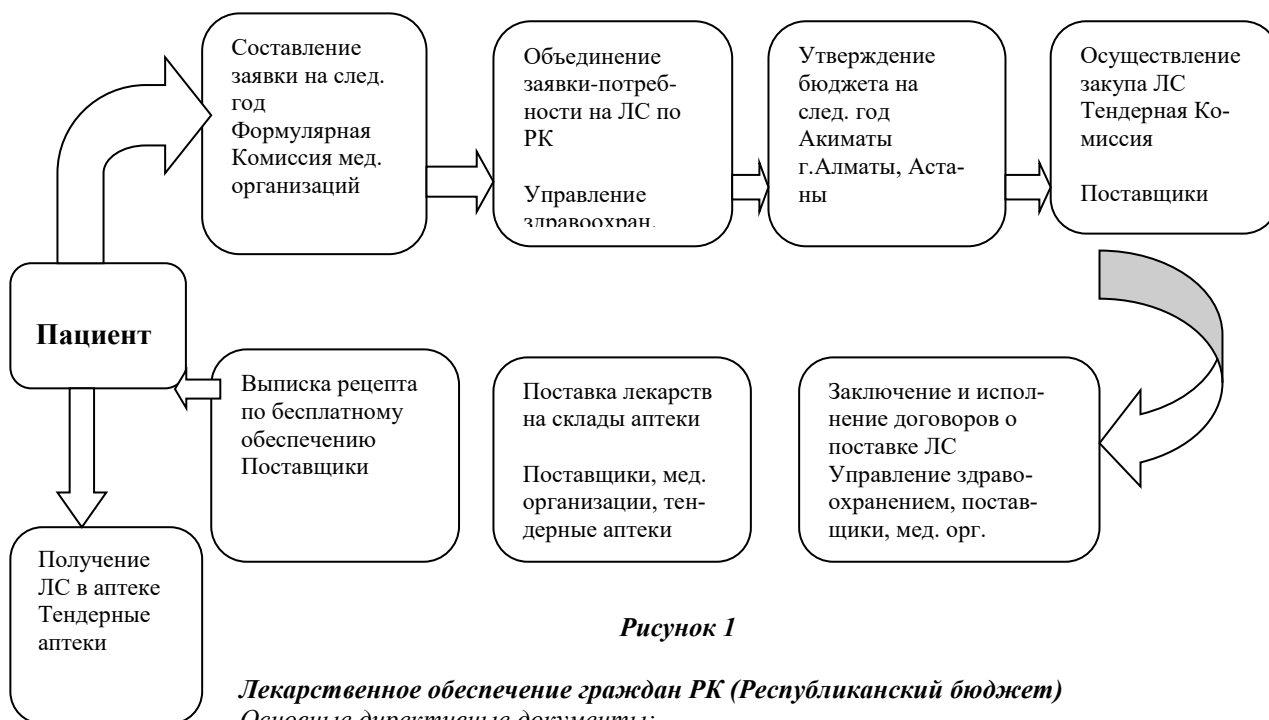 Составление
заявки на след.
год
Формулярная
Комиссия мед.
организаций
Объединение
заявки-потреб-
ности на ЛС по
РК
Управление
здравоохран.
Утверждение
бюджета на
след. год
Акиматы
г.Алматы, Аста-
ны
Осуществление
закупа ЛС
Тендерная Ко-
миссия
Поставщики
Пациент
Выписка рецепта
по бесплатному
обеспечению
Поставщики
Поставка лекарств
на склады аптеки
Поставщики, мед.
организации, тен-
дерные аптеки
Заключение и испол-
нение договоров о
поставке ЛС
Управление здраво-
охранением, постав-
щики, мед. орг.
Получение
ЛС в аптеке
Тендерные
аптеки
Рисунок 1
Лекарственное обеспечение граждан РК (Республиканский бюджет)
Основные директивные документы: